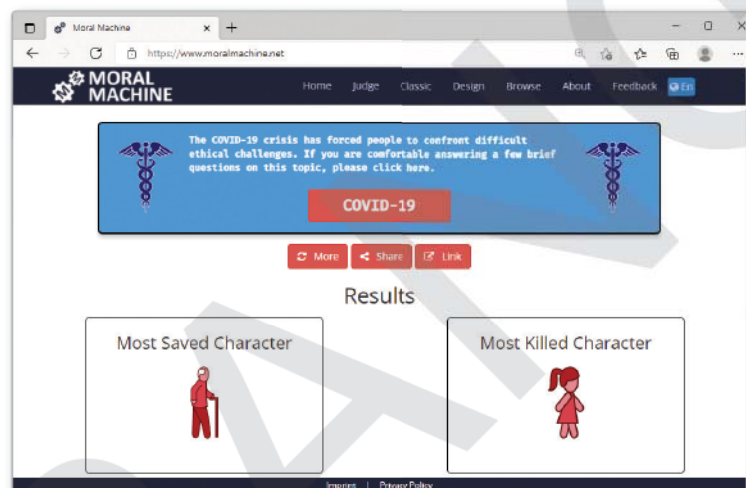 Moral Machine
https://www.moralmachine.net
MORAL
MACHINE
Home Judge Classic Design Browse About Feedback En
The COVID-19 crisis has forced people to confront difficult
ethical challenges. If you are comfortable answering a few brief
questions on this topic, please click here.
COVID-19
More Share Link
Results
Most Saved Character
Most Killed Character
Imprint | Privacy Policy